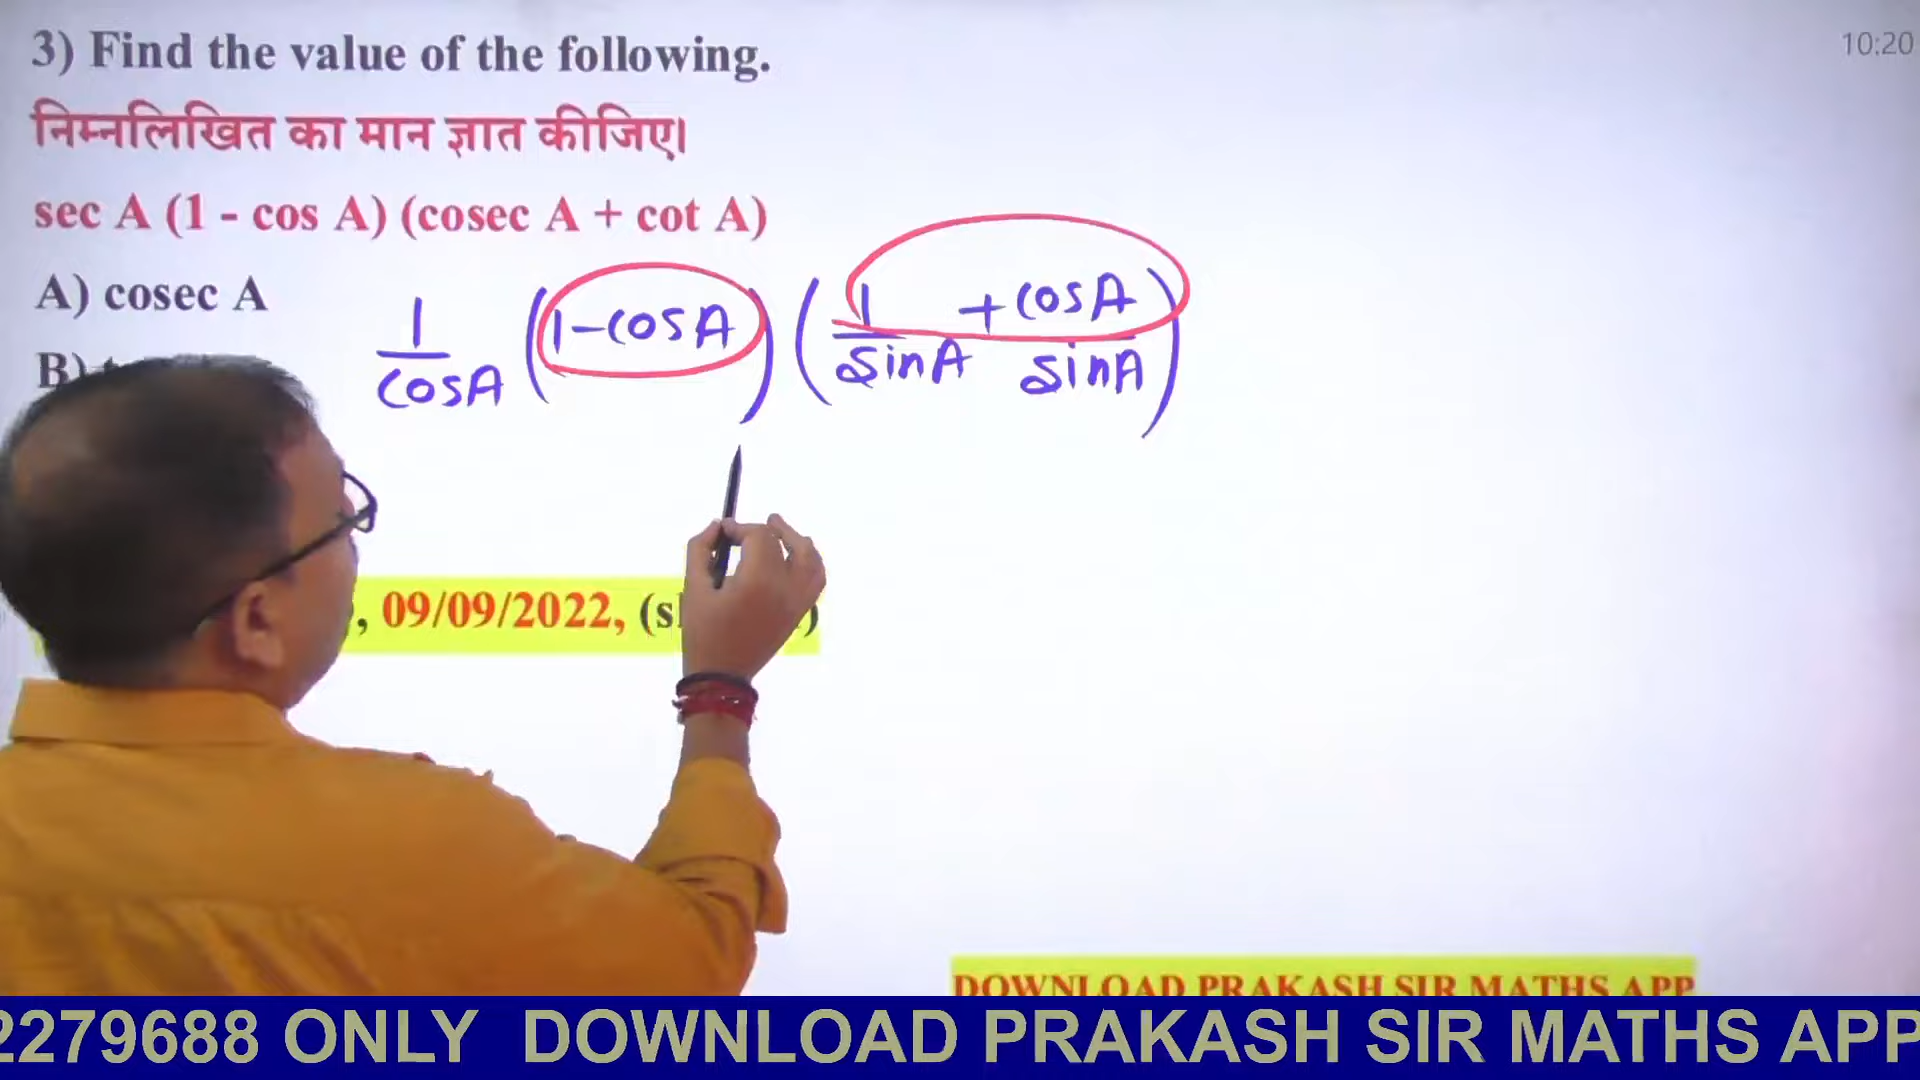 3) Find the value of the following.
10:20
निम्नलिखित का मान ज्ञात कीजिए।
sec A (1 - cos A) (cosec A + cot A)
A) cosec A
1/cosA (1-cosA) (1/sinA + cosA/sinA)
B)
, 09/09/2022,
DOWNLOAD PRAKASH SIR MATHS APP
2279688 ONLY DOWNLOAD PRAKASH SIR MATHS APP